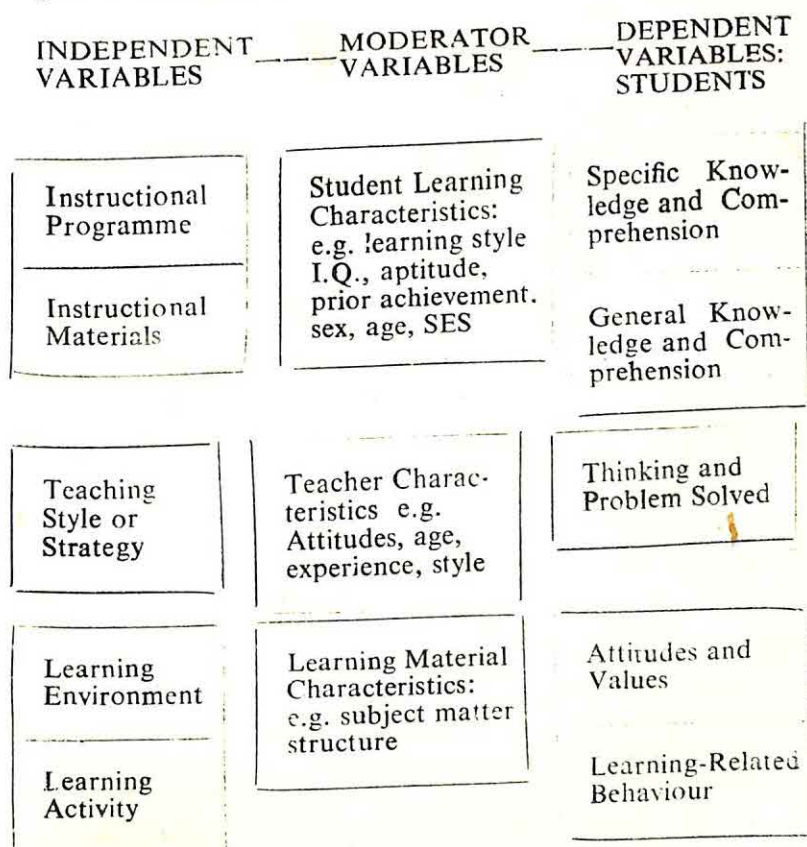 INDEPENDENT
VARIABLES
MODERATOR
VARIABLES
DEPENDENT
VARIABLES:
STUDENTS
Instructional
Programme
Instructional
Materials
Student Learning
Characteristics:
e.g. learning style
I.Q., aptitude,
prior achievement.
sex, age, SES
Specific Know-
ledge and Com-
prehension
General Know-
ledge and Com-
prehension
Teaching
Style or
Strategy
Teacher Charac-
teristics e.g.
Attitudes, age,
experience, style
Thinking and
Problem Solved
Learning
Environment
Learning
Activity
Learning Material
Characteristics:
e.g. subject matter
structure
Attitudes and
Values
Learning-Related
Behaviour